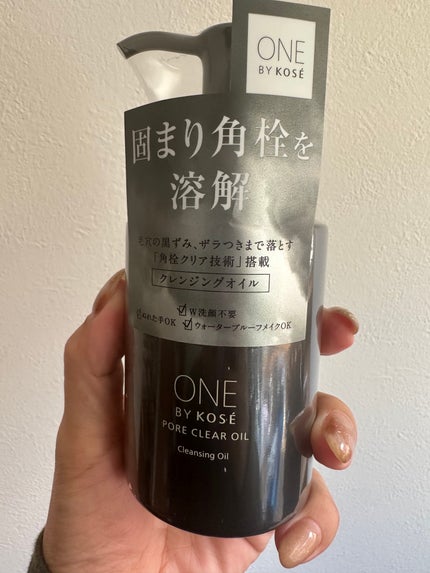 ONE
BY KOSÉ
固まり角栓を
溶解
毛穴の黒ずみ、ザラつきまで落とす
「角栓クリア技術」搭載
クレンジングオイル
W洗顔不要
ぬれた手OK
ウォータープルーフメイクOK
ONE
BY KOSÉ
PORE CLEAR OIL
Cleansing Oil